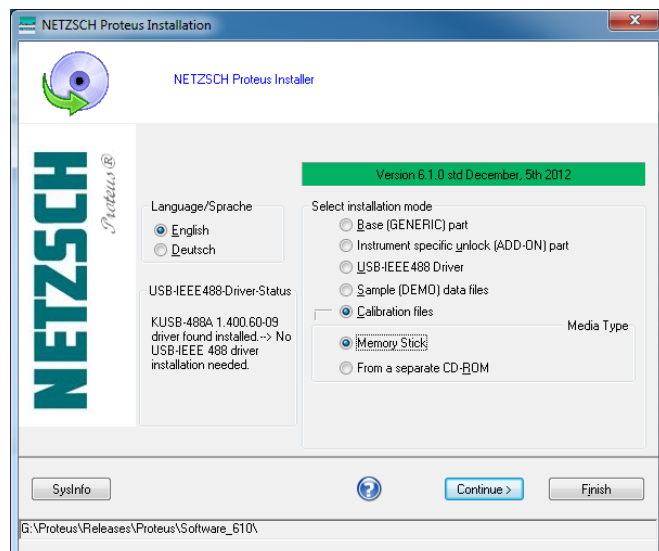 NETZSCH Proteus Installation
NETZSCH Proteus Installer
NETZSCH
Proteus®
Version 6.1.0 std December, 5th 2012
Language/Sprache
English
Deutsch
USB-IEEE488-Driver-Status
KUSB-488A 1.400.60-09
driver found installed.--> No
USB-IEEE 488 driver
installation needed.
Select installation mode
Base (GENERIC) part
Instrument specific unlock (ADD-ON) part
USB-IEEE488 Driver
Sample (DEMO) data files
Calibration files
Media Type
Memory Stick
From a separate CD-ROM
SysInfo
?
Continue >
Finish
G:\Proteus\Releases\Proteus\Software_610\